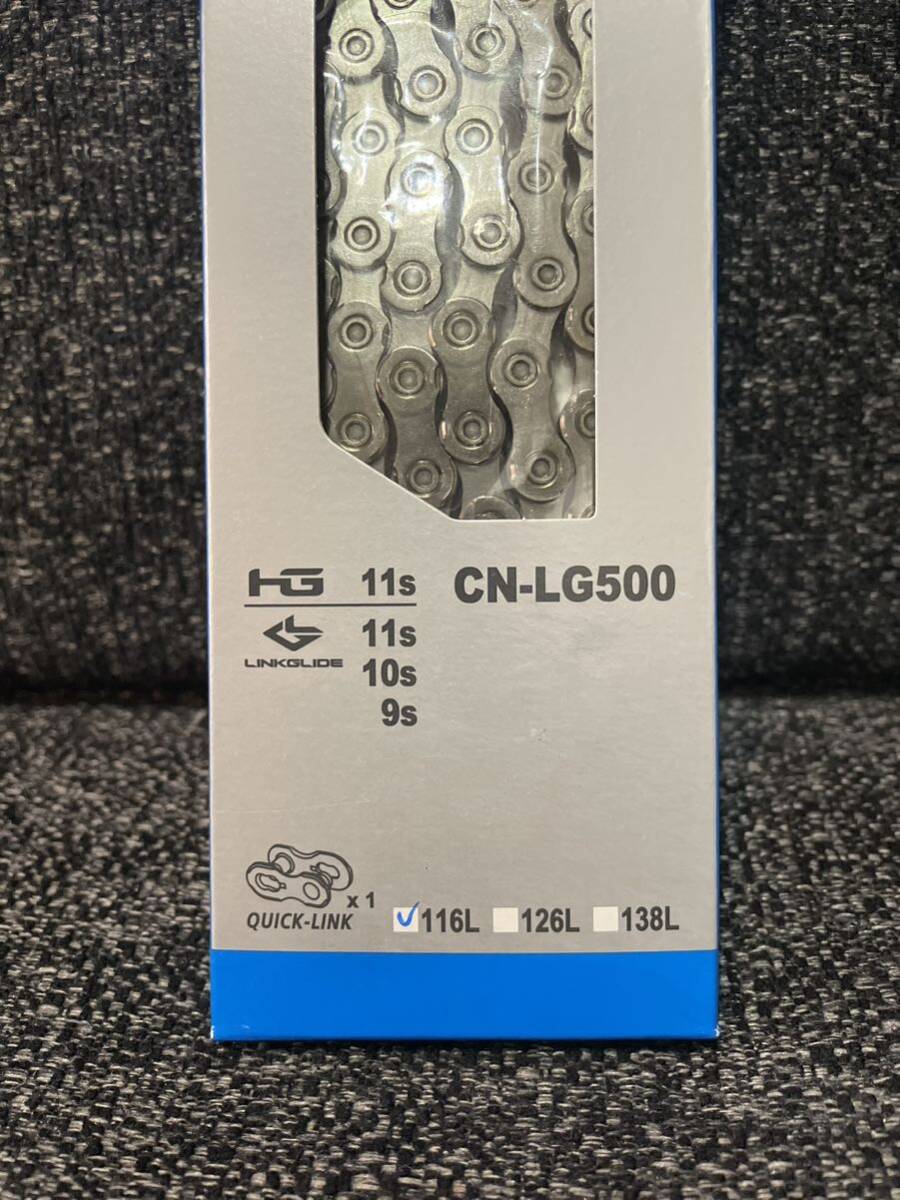 HG 11s CN-LG500
LINKGLIDE 11s
10s
9s
x 1
QUICK-LINK 116L 126L 138L